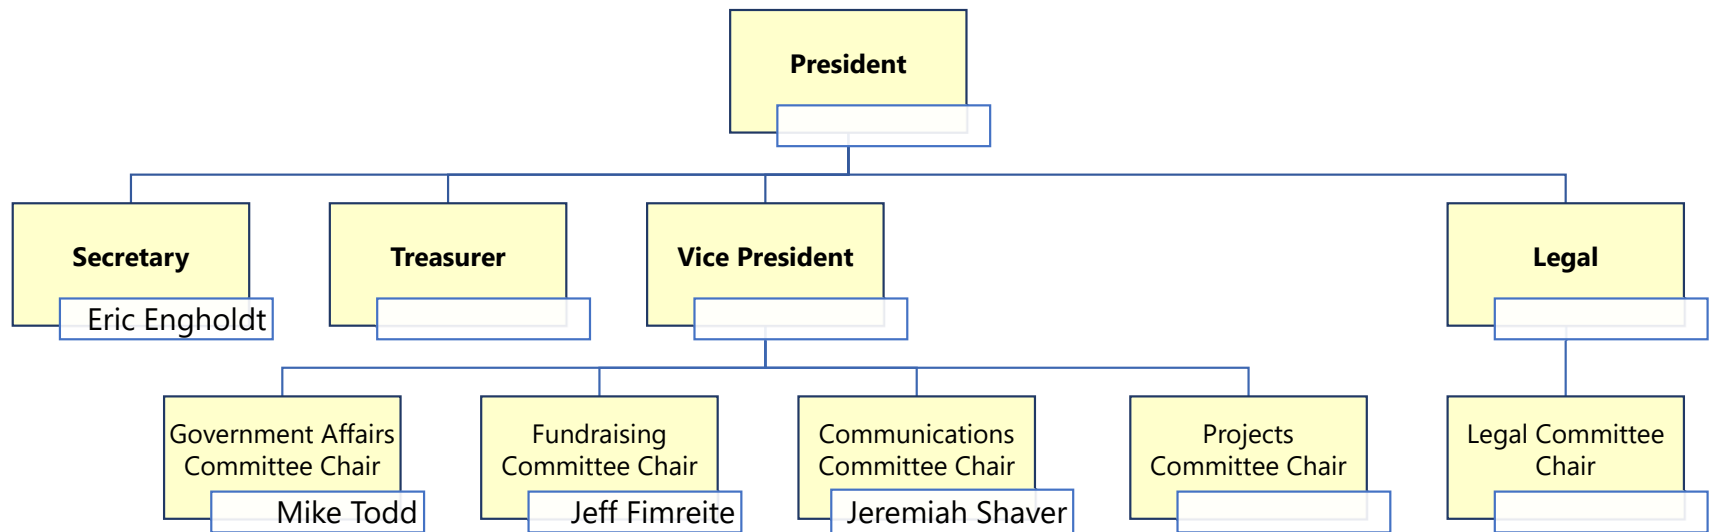 President
Secretary
Eric Engholdt
Treasurer
Vice President
Legal
Government Affairs
Committee Chair
Mike Todd
Fundraising
Committee Chair
Jeff Fimreite
Communications
Committee Chair
Jeremiah Shaver
Projects
Committee Chair
Legal Committee
Chair